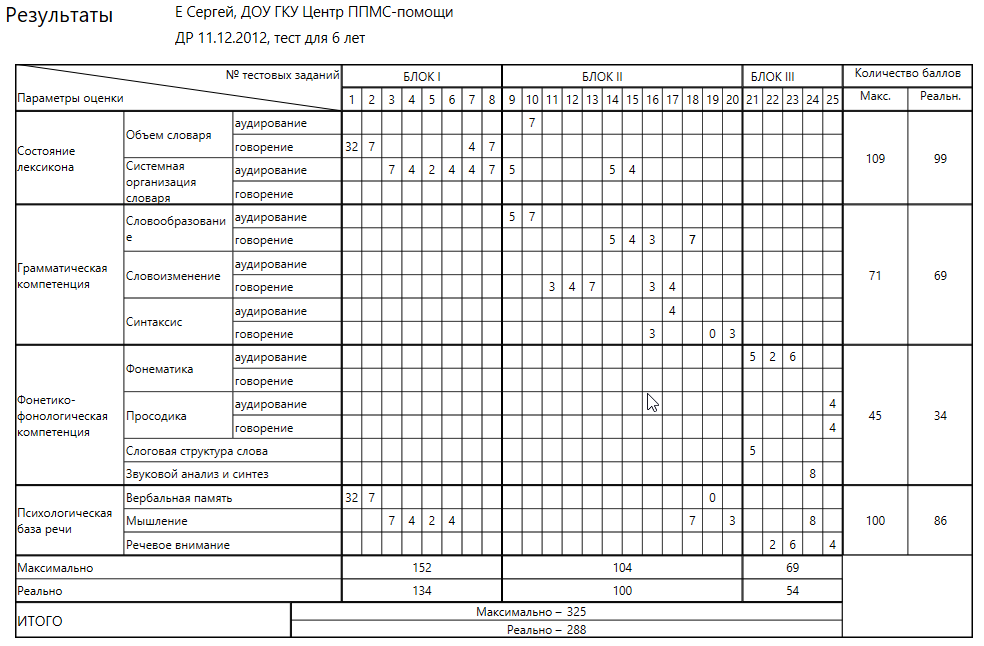 Результаты
Е Сергей, ДОУ ГКУ Центр ППМС-помощи
ДР 11.12.2012, тест для 6 лет
№ тестовых заданий БЛОК I БЛОК II БЛОК III Количество баллов
Параметры оценки 1 2 3 4 5 6 7 8 9 10 11 12 13 14 15 16 17 18 19 20 21 22 23 24 25 Макс. Реальн.
Состояние лексикона Объем словаря аудирование 7 109 99
говорение 32 7 4 7
Системная организация словаря аудирование 7 4 2 4 4 7 5 5 4
говорение
Грамматическая компетенция Словообразовани е аудирование 5 7 71 69
говорение 5 4 3 7
Словоизменение аудирование
говорение 3 4 7 3 4
Синтаксис аудирование 4
говорение 3 0 3
Фонетико-фонологическая компетенция Фонематика аудирование 5 2 6 45 34
говорение
Просодика аудирование 4
говорение 4
Слоговая структура слова 5
Звуковой анализ и синтез 8
Психологическая база речи Вербальная память 32 7 0 100 86
Мышление 7 4 2 4 7 3 8
Речевое внимание 2 6 4
Максимально 152 104 69
Реально 134 100 54
ИТОГО Максимально – 325
Реально – 288